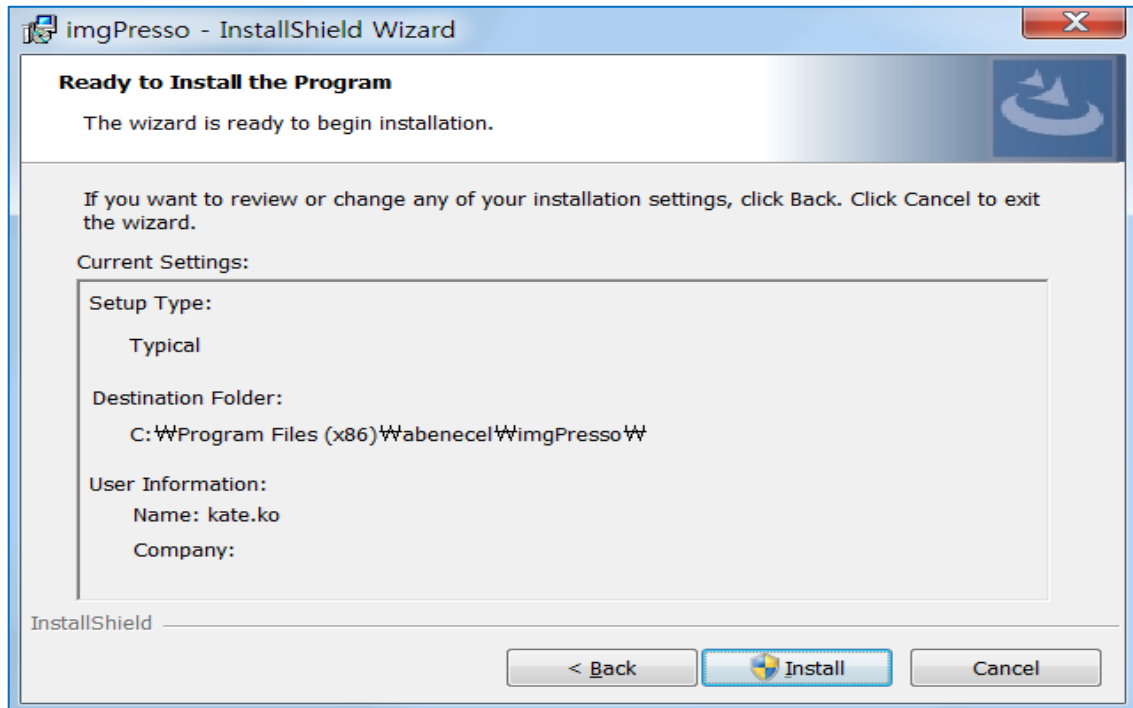 imgPresso - InstallShield Wizard
Ready to Install the Program
The wizard is ready to begin installation.
If you want to review or change any of your installation settings, click Back. Click Cancel to exit
the wizard.
Current Settings:
Setup Type:
Typical
Destination Folder:
C:₩Program Files (x86)₩abenecel₩imgPresso₩
User Information:
Name: kate.ko
Company:
InstallShield
< Back
Install
Cancel